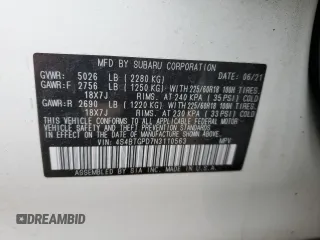 MFD. BY SUBARU CORPORATION
GVWR: 5026 LB (2280 KG) DATE 06/21
GAWR:F 2756 LB (1250 KG) WITH 225/60R18 100H TIRES,
18X7J RIMS, AT 240 KPA (35 PSI) COLD
GAWR:R 2690 LB (1220 KG) WITH 225/60R18 100H TIRES,
18X7J RIMS, AT 230 KPA (33 PSI) COLD
THIS VEHICLE CONFORMS TO ALL APPLICABLE FEDERAL
MOTOR VEHICLE SAFETY, BUMPER AND THEFT PREVENTION
STANDARDS IN EFFECT ON THE DATE OF MANUFACTURE SHOWN ABOVE.
VIN: 4S4BTGPD7N3110563 MPV
ASSEMBLED BY SIA INC. MADE IN U.S.A.